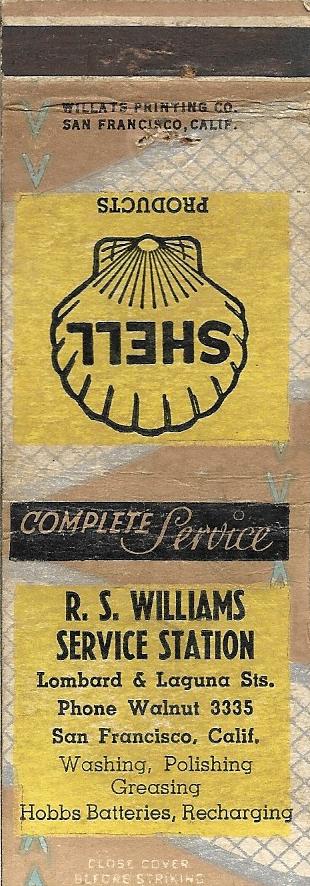 WILLATS PRINTING CO.
SAN FRANCISCO, CALIF.
PRODUCTS
SHELL
COMPLETE Service
R. S. WILLIAMS
SERVICE STATION
Lombard & Laguna Sts.
Phone Walnut 3335
San Francisco, Calif.
Washing, Polishing
Greasing
Hobbs Batteries, Recharging
CLOSE COVER
BEFORE STRIKING